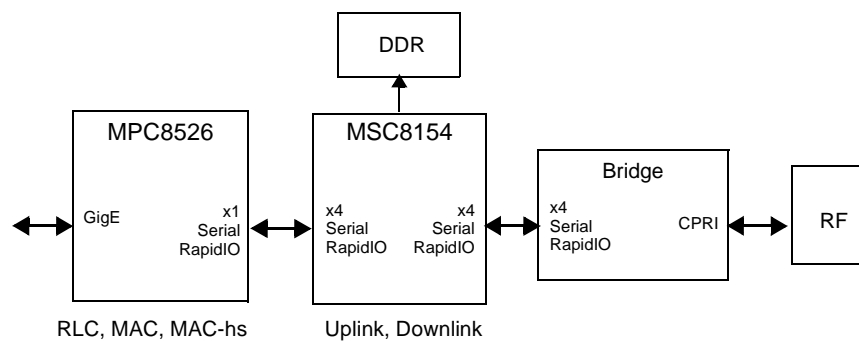 DDR
MPC8526
MSC8154
Bridge
GigE
x1
Serial
RapidIO
x4
Serial
RapidIO
x4
Serial
RapidIO
x4
Serial
RapidIO
CPRI
RF
RLC, MAC, MAC-hs
Uplink, Downlink